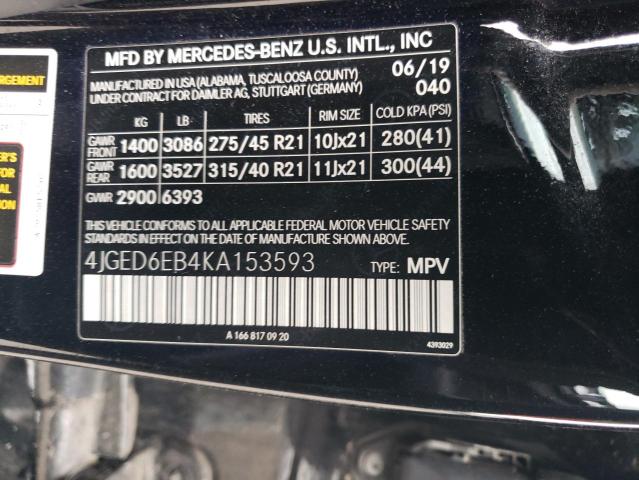 MFD BY MERCEDES-BENZ U.S. INTL., INC
MANUFACTURED IN USA (ALABAMA, TUSCALOOSA COUNTY) 06/19
UNDER CONTRACT FOR DAIMLER AG, STUTTGART (GERMANY) 040
KG LB TIRES RIM SIZE COLD KPA (PSI)
GAWR FRONT 1400 3086 275/45 R21 10Jx21 280(41)
GAWR REAR 1600 3527 315/40 R21 11Jx21 300(44)
GVWR 2900 6393
THIS VEHICLE CONFORMS TO ALL APPLICABLE FEDERAL MOTOR VEHICLE SAFETY
STANDARDS IN EFFECT ON THE DATE OF MANUFACTURE SHOWN ABOVE.
4JGED6EB4KA153593 TYPE: MPV
A 166 817 09 20
4393029